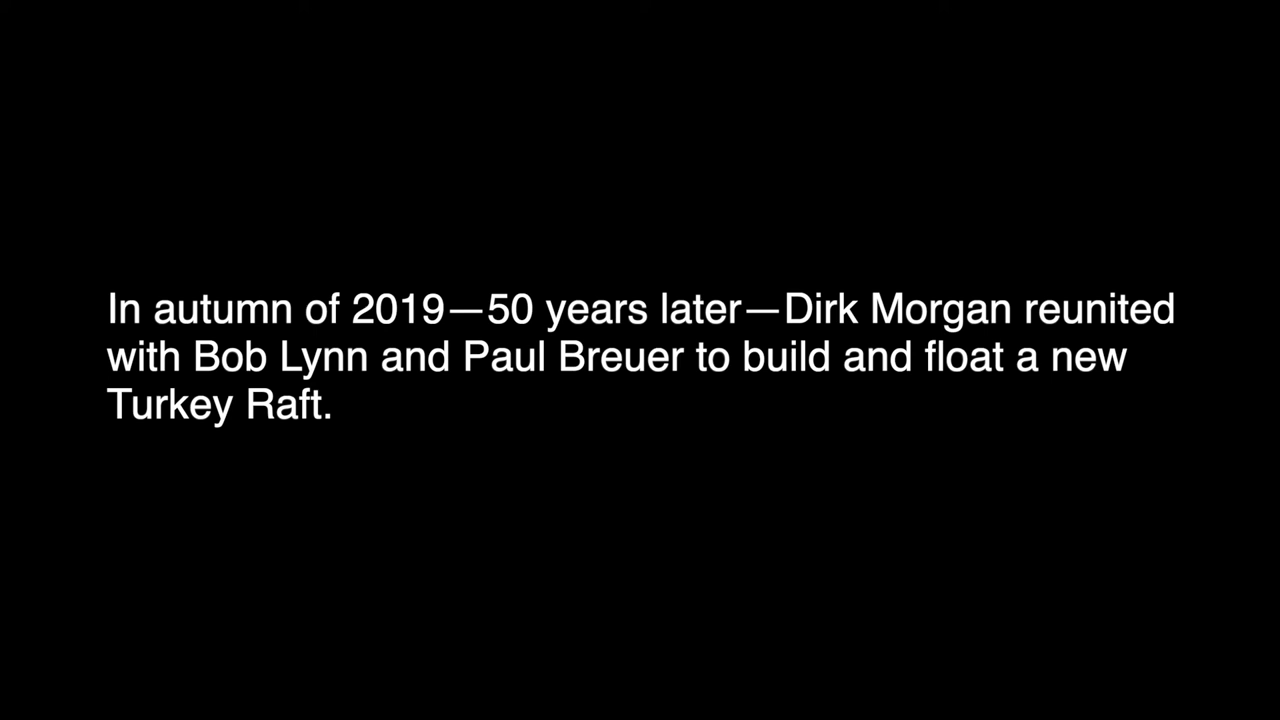 In autumn of 2019—50 years later—Dirk Morgan reunited
with Bob Lynn and Paul Breuer to build and float a new
Turkey Raft.